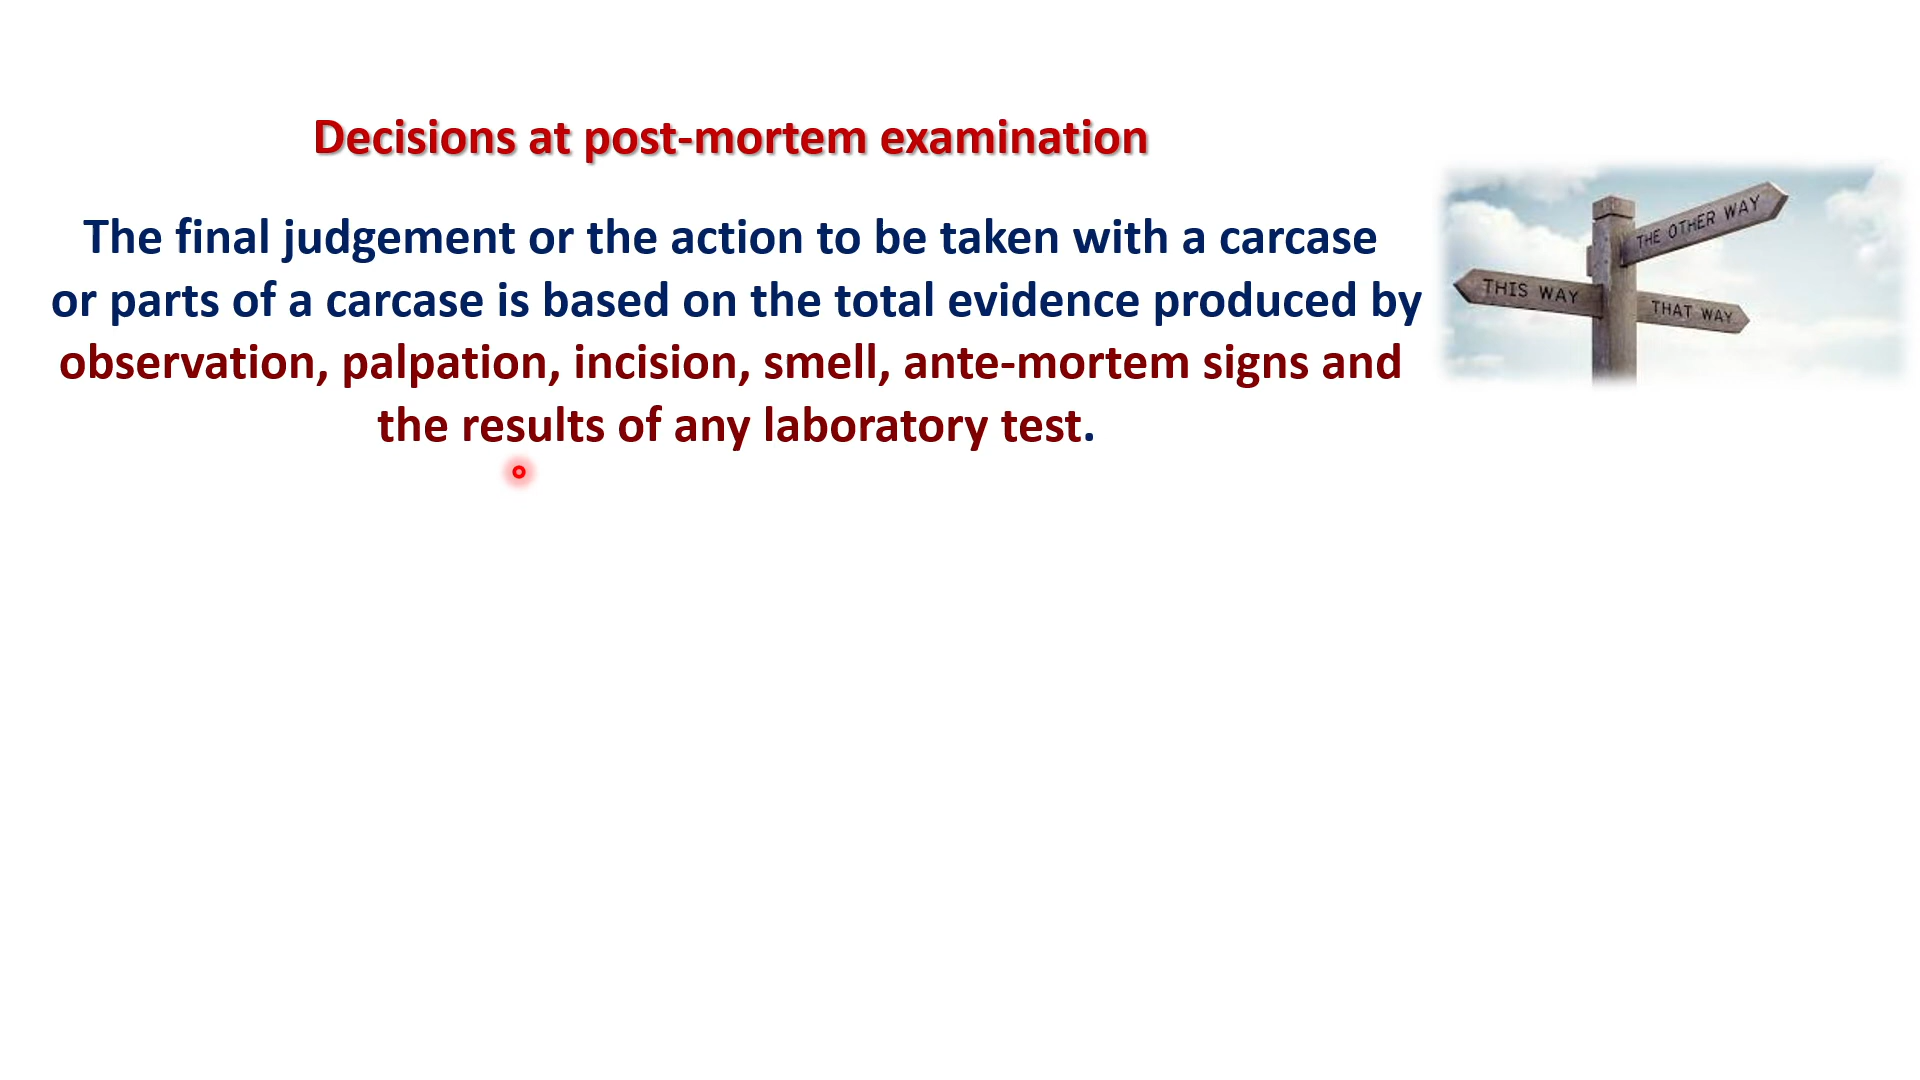 Decisions at post-mortem examination
The final judgement or the action to be taken with a carcase
or parts of a carcase is based on the total evidence produced by
observation, palpation, incision, smell, ante-mortem signs and
the results of any laboratory test.
THE OTHER WAY
THIS WAY
THAT WAY